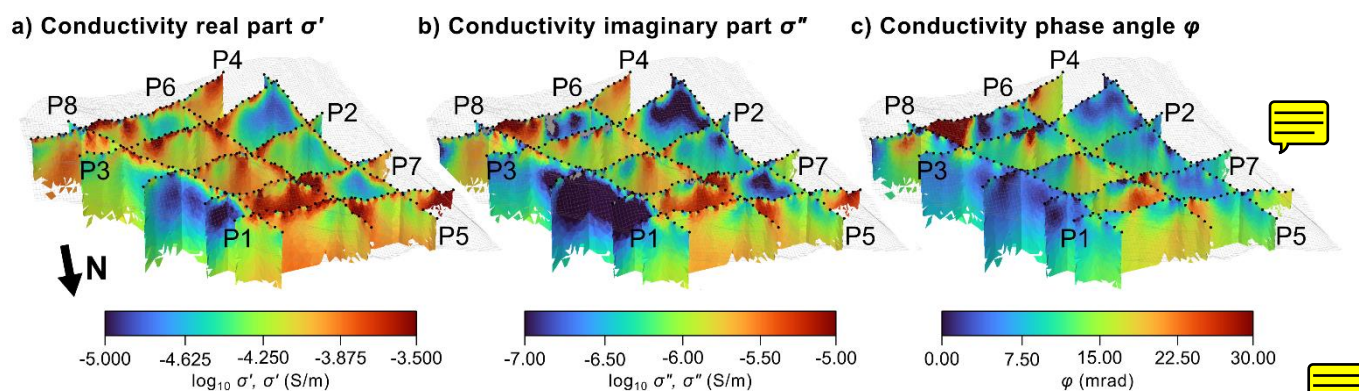 a) Conductivity real part σ′
b) Conductivity imaginary part σ″
c) Conductivity phase angle φ
P4
P6
P8
P2
P3
P7
P1
P5
P4
P6
P8
P2
P3
P7
P1
P5
P4
P6
P8
P2
P3
P7
P1
P5
N
-5.000 -4.625 -4.250 -3.875 -3.500
log₁₀ σ′, σ′ (S/m)
-7.00 -6.50 -6.00 -5.50 -5.00
log₁₀ σ″, σ″ (S/m)
0.00 7.50 15.00 22.50 30.00
φ (mrad)